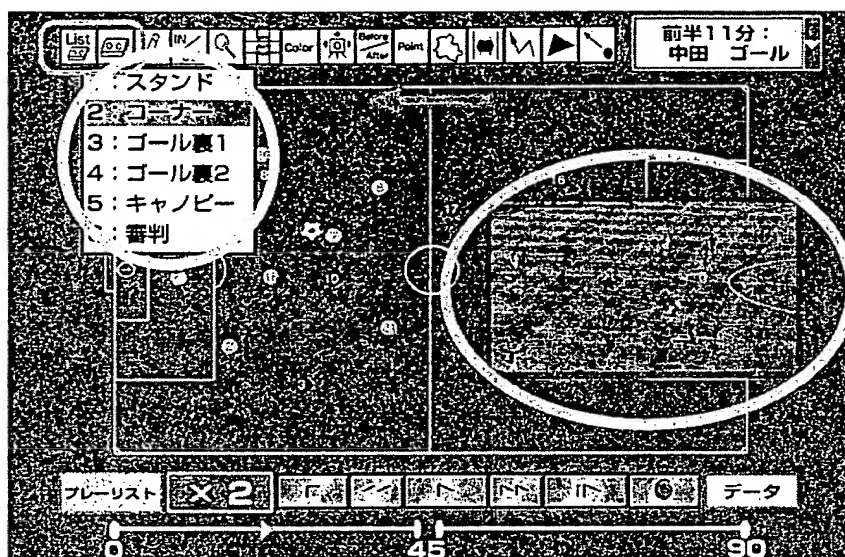 List IN/ Color Before After Point
前半11分：
中田 ゴール
：スタンド
2：コーナー
3：ゴール裏1
4：ゴール裏2
5：キャノピー
：審判
プレーリスト ×2 データ
0 45 90